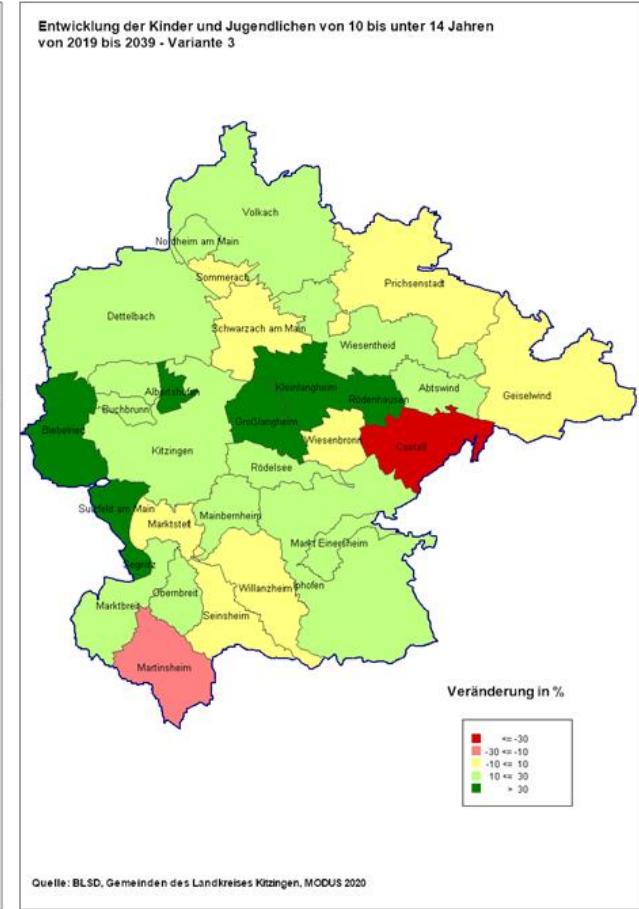 Entwicklung der Kinder und Jugendlichen von 10 bis unter 14 Jahren
von 2019 bis 2039 - Variante 3
Volkach
Nordheim am Main
Sommerach
Prichsenstadt
Dettelbach
Schwarzach am Main
Wiesentheid
Albertshofen
Kleinlangheim
Abtswind
Geiselwind
Rödenhausen
Buchbrunn
Biebelried
Großlangheim
Wiesenbronn
Castell
Kitzingen
Rödelsee
Sulzfeld am Main
Mainbernheim
Marktsteft
Markt Einersheim
Segnitz
Willanzheim
Iphofen
Obernbreit
Marktbreit
Seinsheim
Martinsheim
Veränderung in %
<= -30
-30 <= -10
-10 <= 10
10 <= 30
> 30
Quelle: BLSD, Gemeinden des Landkreises Kitzingen, MODUS 2020